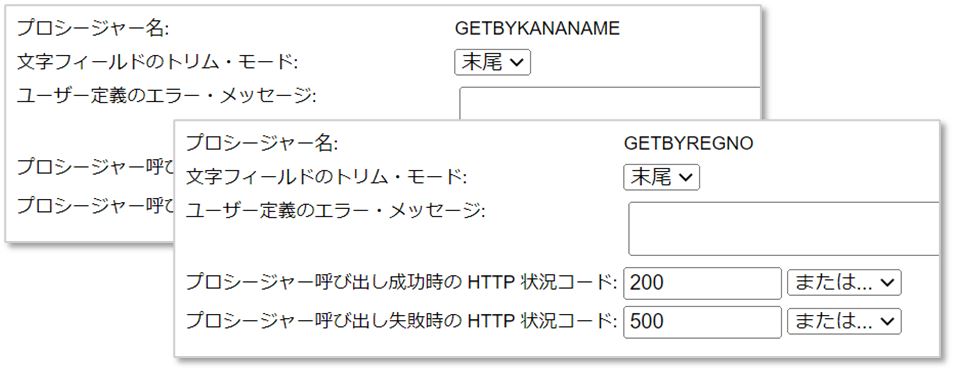 プロシージャー名: GETBYKANANAME
文字フィールドのトリム・モード: 末尾
ユーザー定義のエラー・メッセージ:
プロシージャー呼び
プロシージャー呼び
プロシージャー名: GETBYREGNO
文字フィールドのトリム・モード: 末尾
ユーザー定義のエラー・メッセージ:
プロシージャー呼び出し成功時の HTTP 状況コード: 200 または...
プロシージャー呼び出し失敗時の HTTP 状況コード: 500 または...